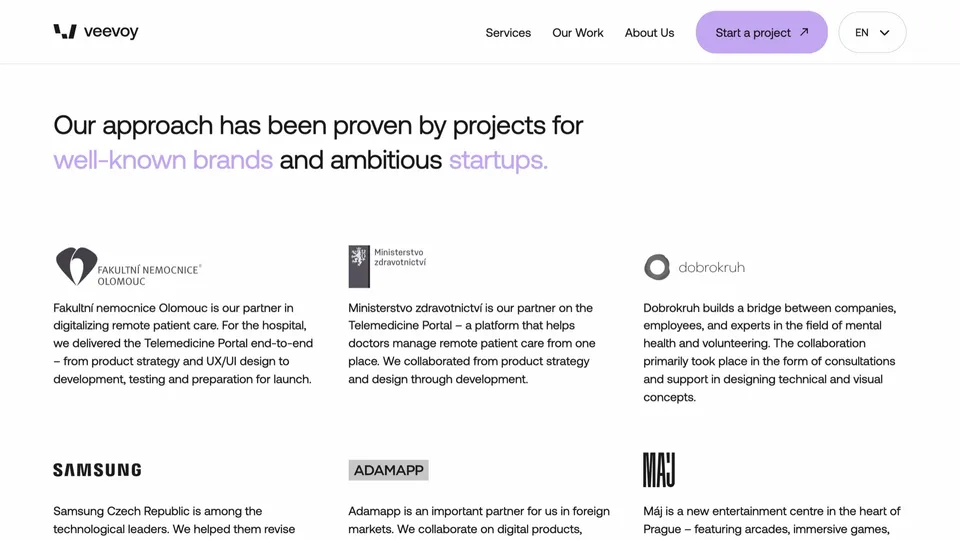 veevoy
Services
Our Work
About Us
Start a project
EN
Our approach has been proven by projects for
well-known brands and ambitious startups.
FAKULTNÍ NEMOCNICE®
OLOMOUC
Fakultní nemocnice Olomouc is our partner in
digitalizing remote patient care. For the hospital,
we delivered the Telemedicine Portal end-to-end
– from product strategy and UX/UI design to
development, testing and preparation for launch.
Ministerstvo
zdravotnictví
Ministerstvo zdravotnictví is our partner on the
Telemedicine Portal – a platform that helps
doctors manage remote patient care from one
place. We collaborated from product strategy
and design through development.
dobrokruh
Dobrokruh builds a bridge between companies,
employees, and experts in the field of mental
health and volunteering. The collaboration
primarily took place in the form of consultations
and support in designing technical and visual
concepts.
SAMSUNG
Samsung Czech Republic is among the
technological leaders. We helped them revise
ADAMAPP
Adamapp is an important partner for us in foreign
markets. We collaborate on digital products,
MÁJ
Máj is a new entertainment centre in the heart of
Prague – featuring arcades, immersive games,